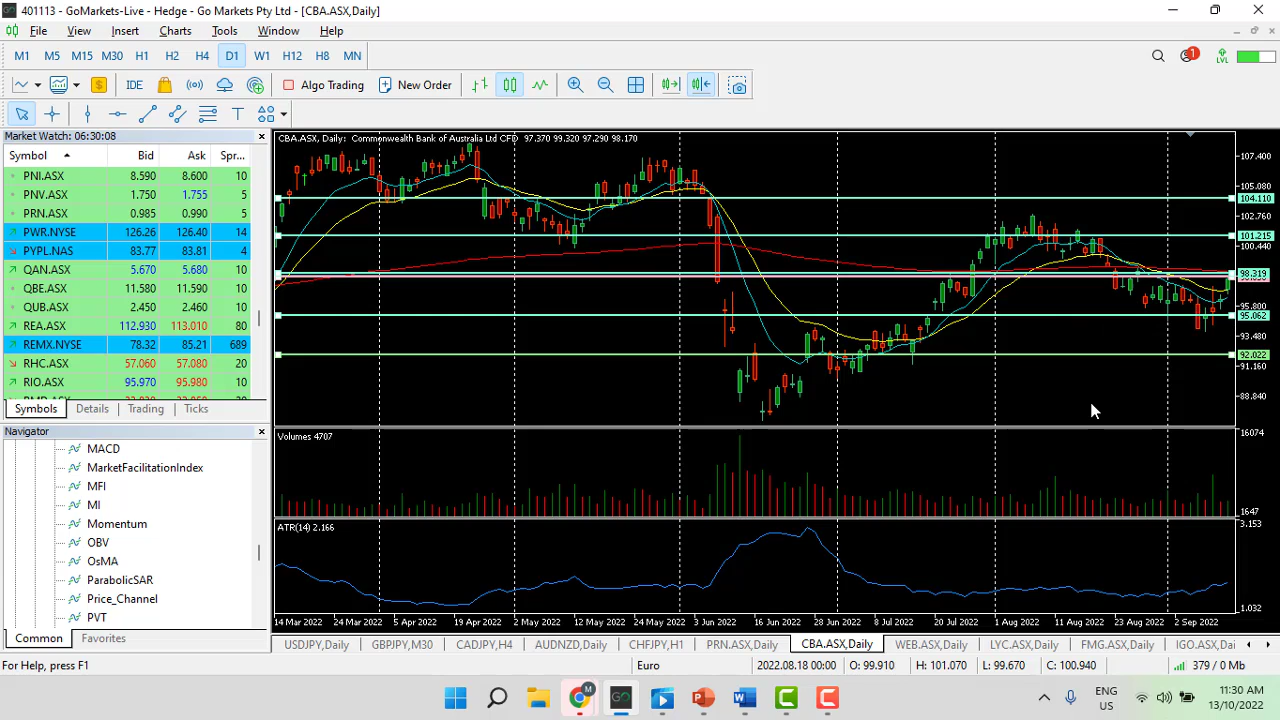 401113 - GoMarkets-Live - Hedge - Go Markets Pty Ltd - [CBA.ASX,Daily]
File View Insert Charts Tools Window Help
M1 M5 M15 M30 H1 H2 H4 D1 W1 H12 H8 MN
1 LVL
IDE Algo Trading New Order
Market Watch: 06:30:08
Symbol Bid Ask Spr...
PNI.ASX 8.590 8.600 10
PNV.ASX 1.750 1.755 5
PRN.ASX 0.985 0.990 5
PWR.NYSE 126.26 126.40 14
PYPL.NAS 83.77 83.81 4
QAN.ASX 5.670 5.680 10
QBE.ASX 11.580 11.590 10
QUB.ASX 2.450 2.460 10
REA.ASX 112.930 113.010 80
REMX.NYSE 78.32 85.21 689
RHC.ASX 57.060 57.080 20
RIO.ASX 95.970 95.980 10
Symbols Details Trading Ticks
Navigator
MACD
MarketFacilitationIndex
MFI
MI
Momentum
OBV
OsMA
ParabolicSAR
Price_Channel
PVT
Common Favorites
CBA.ASX, Daily: Commonwealth Bank of Australia Ltd CFD 97.370 99.320 97.290 98.170
107.400
105.080
104.110
102.760
101.215
100.440
98.319
95.800
95.062
93.480
92.022
91.160
88.840
Volumes 4707
16074
1647
ATR(14) 2.166
3.153
1.032
14 Mar 2022 24 Mar 2022 5 Apr 2022 19 Apr 2022 2 May 2022 12 May 2022 24 May 2022 3 Jun 2022 16 Jun 2022 28 Jun 2022 8 Jul 2022 20 Jul 2022 1 Aug 2022 11 Aug 2022 23 Aug 2022 2 Sep 2022
USDJPY,Daily GBPJPY,M30 CADJPY,H4 AUDNZD,Daily CHFJPY,H1 PRN.ASX,Daily CBA.ASX,Daily WEB.ASX,Daily LYC.ASX,Daily FMG.ASX,Daily IGO.ASX,Dai
For Help, press F1 Euro 2022.08.18 00:00 O: 99.910 H: 101.070 L: 99.670 C: 100.940 379 / 0 Mb
GO M ENG
US
11:30 AM
13/10/2022